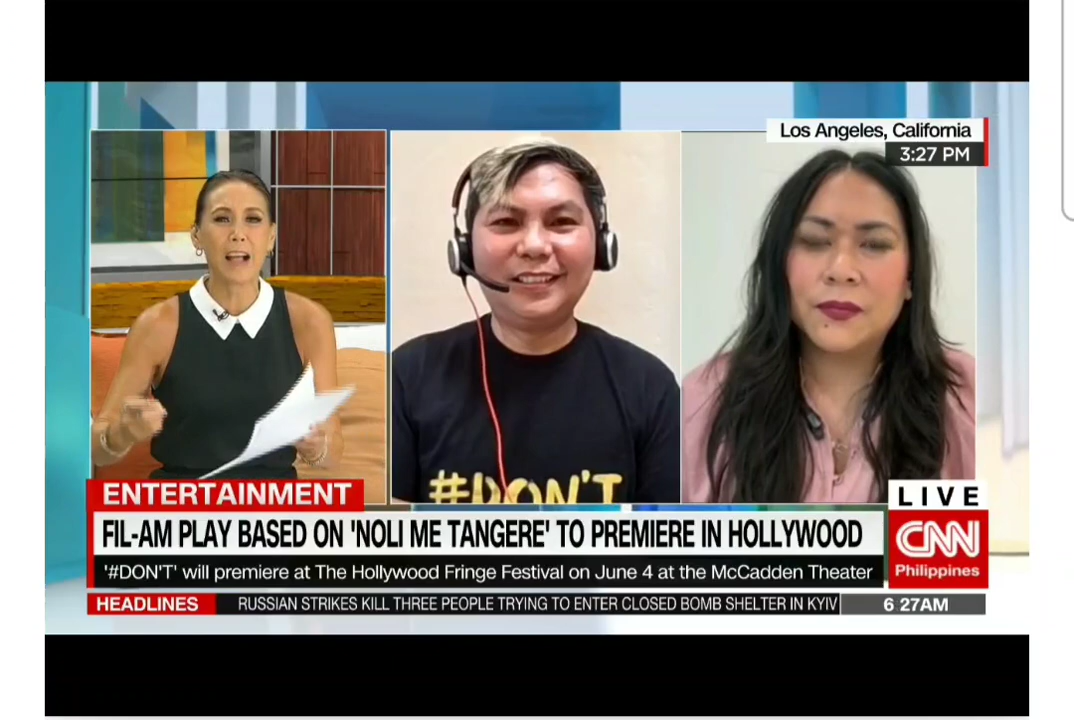 Los Angeles, California
3:27 PM
#DON'T
ENTERTAINMENT
LIVE
FIL-AM PLAY BASED ON 'NOLI ME TANGERE' TO PREMIERE IN HOLLYWOOD
CNN
Philippines
'#DON'T' will premiere at The Hollywood Fringe Festival on June 4 at the McCadden Theater
HEADLINES RUSSIAN STRIKES KILL THREE PEOPLE TRYING TO ENTER CLOSED BOMB SHELTER IN KYIV 6 27AM